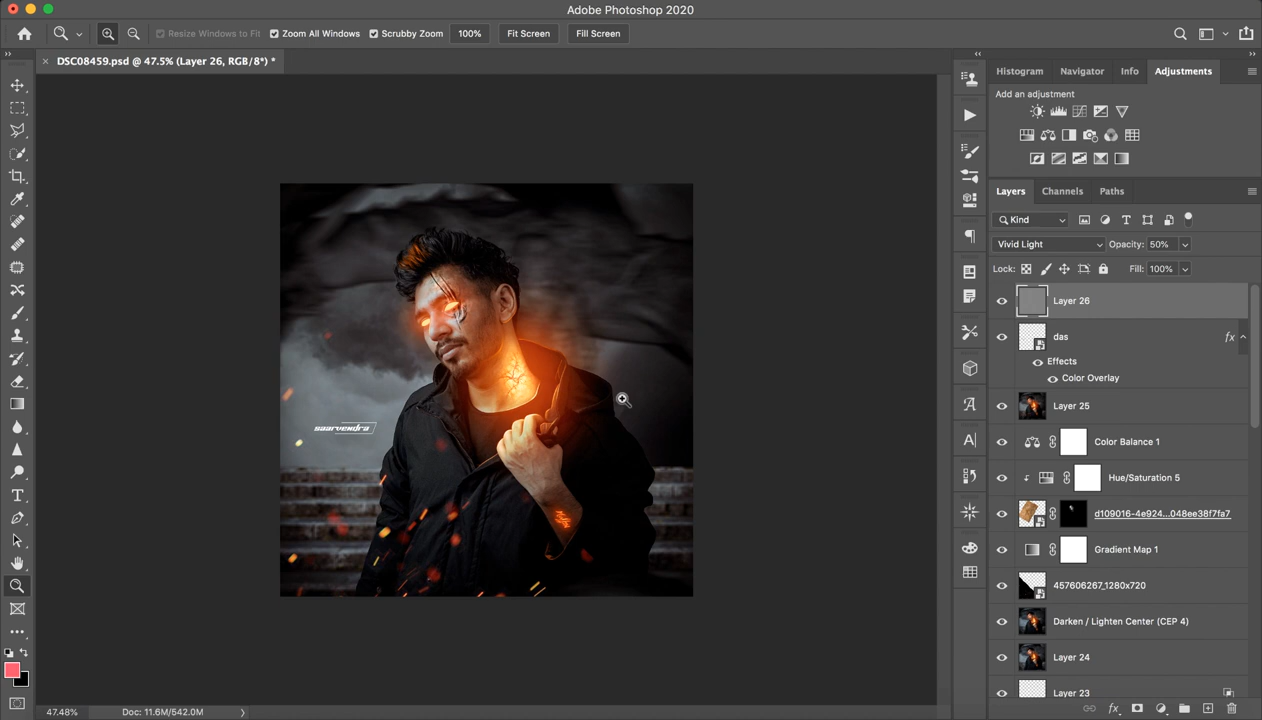 Adobe Photoshop 2020
Resize Windows to Fit
Zoom All Windows
Scrubby Zoom
100%
Fit Screen
Fill Screen
DSC08459.psd @ 47.5% (Layer 26, RGB/8*) *
Histogram
Navigator
Info
Adjustments
Add an adjustment
Layers
Channels
Paths
Kind
Vivid Light
Opacity: 50%
Lock:
Fill: 100%
Layer 26
das
fx
Effects
Color Overlay
Layer 25
Color Balance 1
Hue/Saturation 5
d109016-4e924...048ee38f7fa7
Gradient Map 1
457606267_1280x720
Darken / Lighten Center (CEP 4)
Layer 24
Layer 23
saarvendra
47.48%
Doc: 11.6M/542.0M
fx